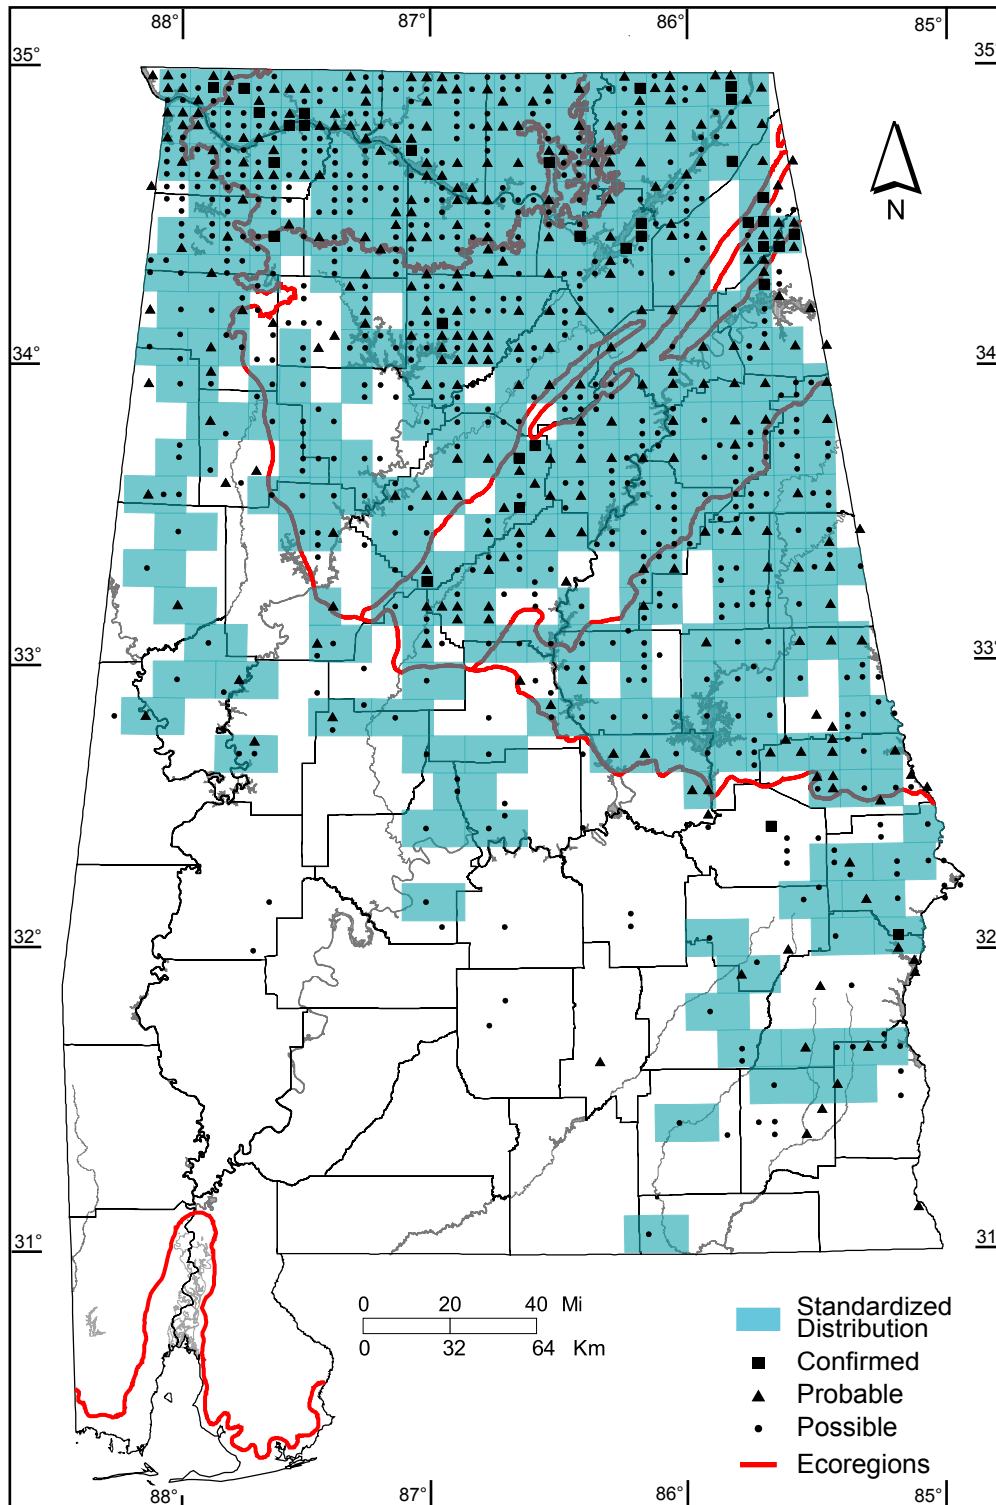 88° 87° 86° 85°
35° 35°
N
34° 34
33° 33°
32° 32
31° 31
0 20 40 Mi
0 32 64 Km
Standardized
Distribution
Confirmed
Probable
Possible
Ecoregions
88° 87° 86° 85°